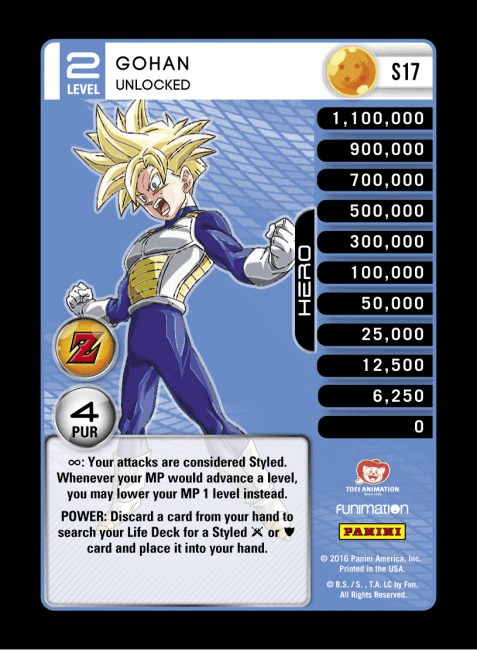 2
LEVEL
GOHAN
UNLOCKED
S17
1,100,000
900,000
700,000
500,000
300,000
100,000
50,000
25,000
12,500
6,250
0
HERO
Z
4
PUR
∞: Your attacks are considered Styled.
Whenever your MP would advance a level,
you may lower your MP 1 level instead.
POWER: Discard a card from your hand to
search your Life Deck for a Styled or
card and place it into your hand.
TOEI ANIMATION
Since 1956
FUNIMATION
PANINI
© 2016 Panini America, Inc.
Printed in the USA.
© B.S./ S. , T.A. LC by Fun.
All Rights Reserved.